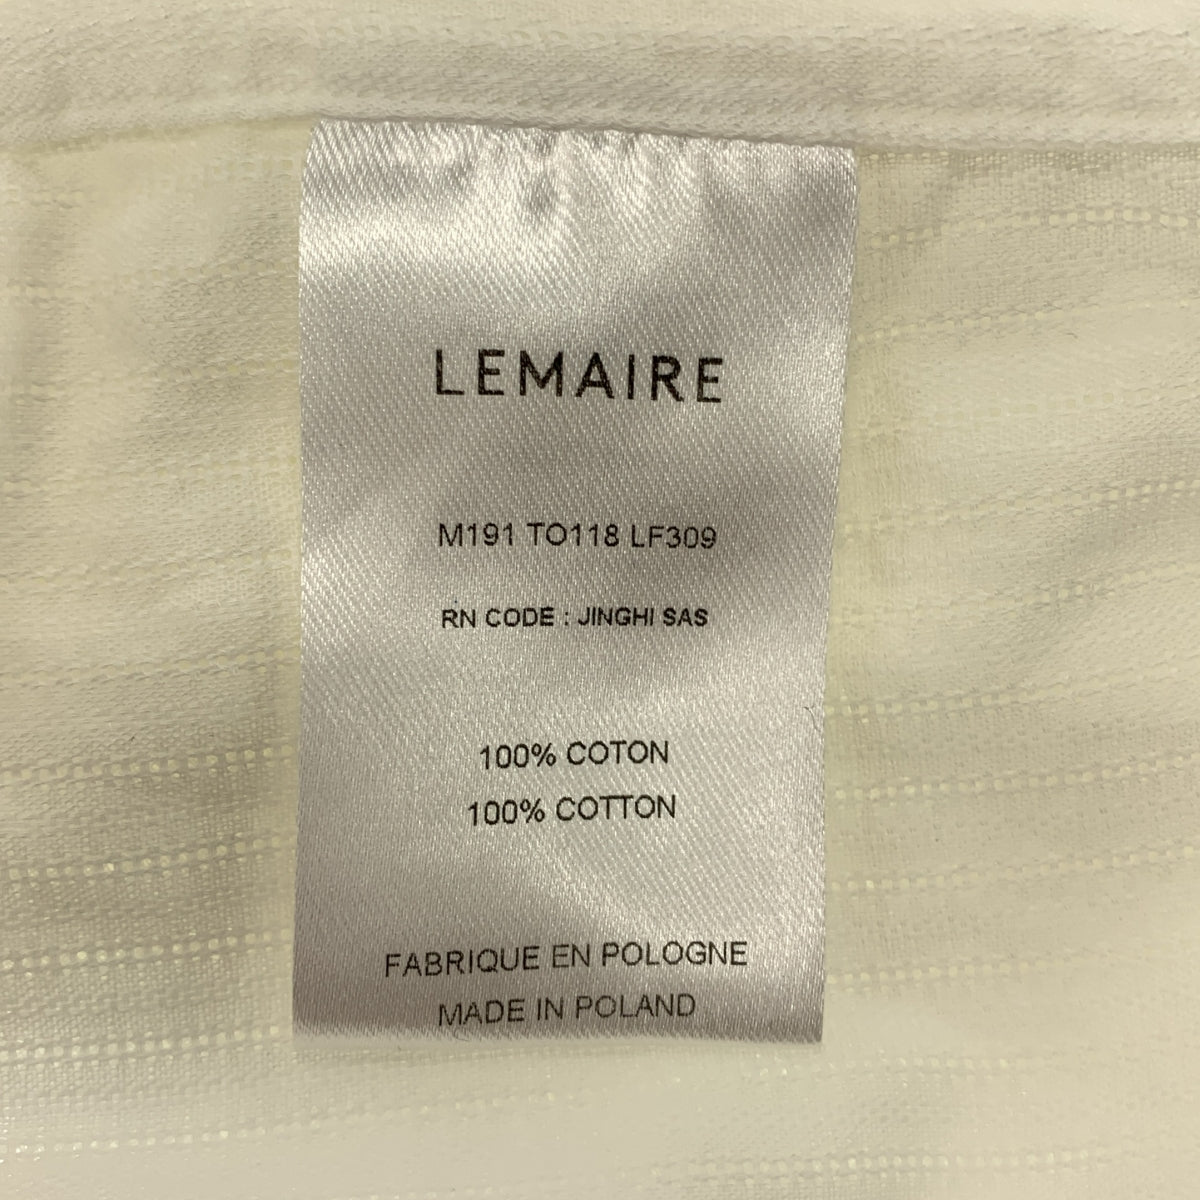 LEMAIRE
M191 TO118 LF309
RN CODE : JINGHI SAS
100% COTON
100% COTTON
FABRIQUE EN POLOGNE
MADE IN POLAND